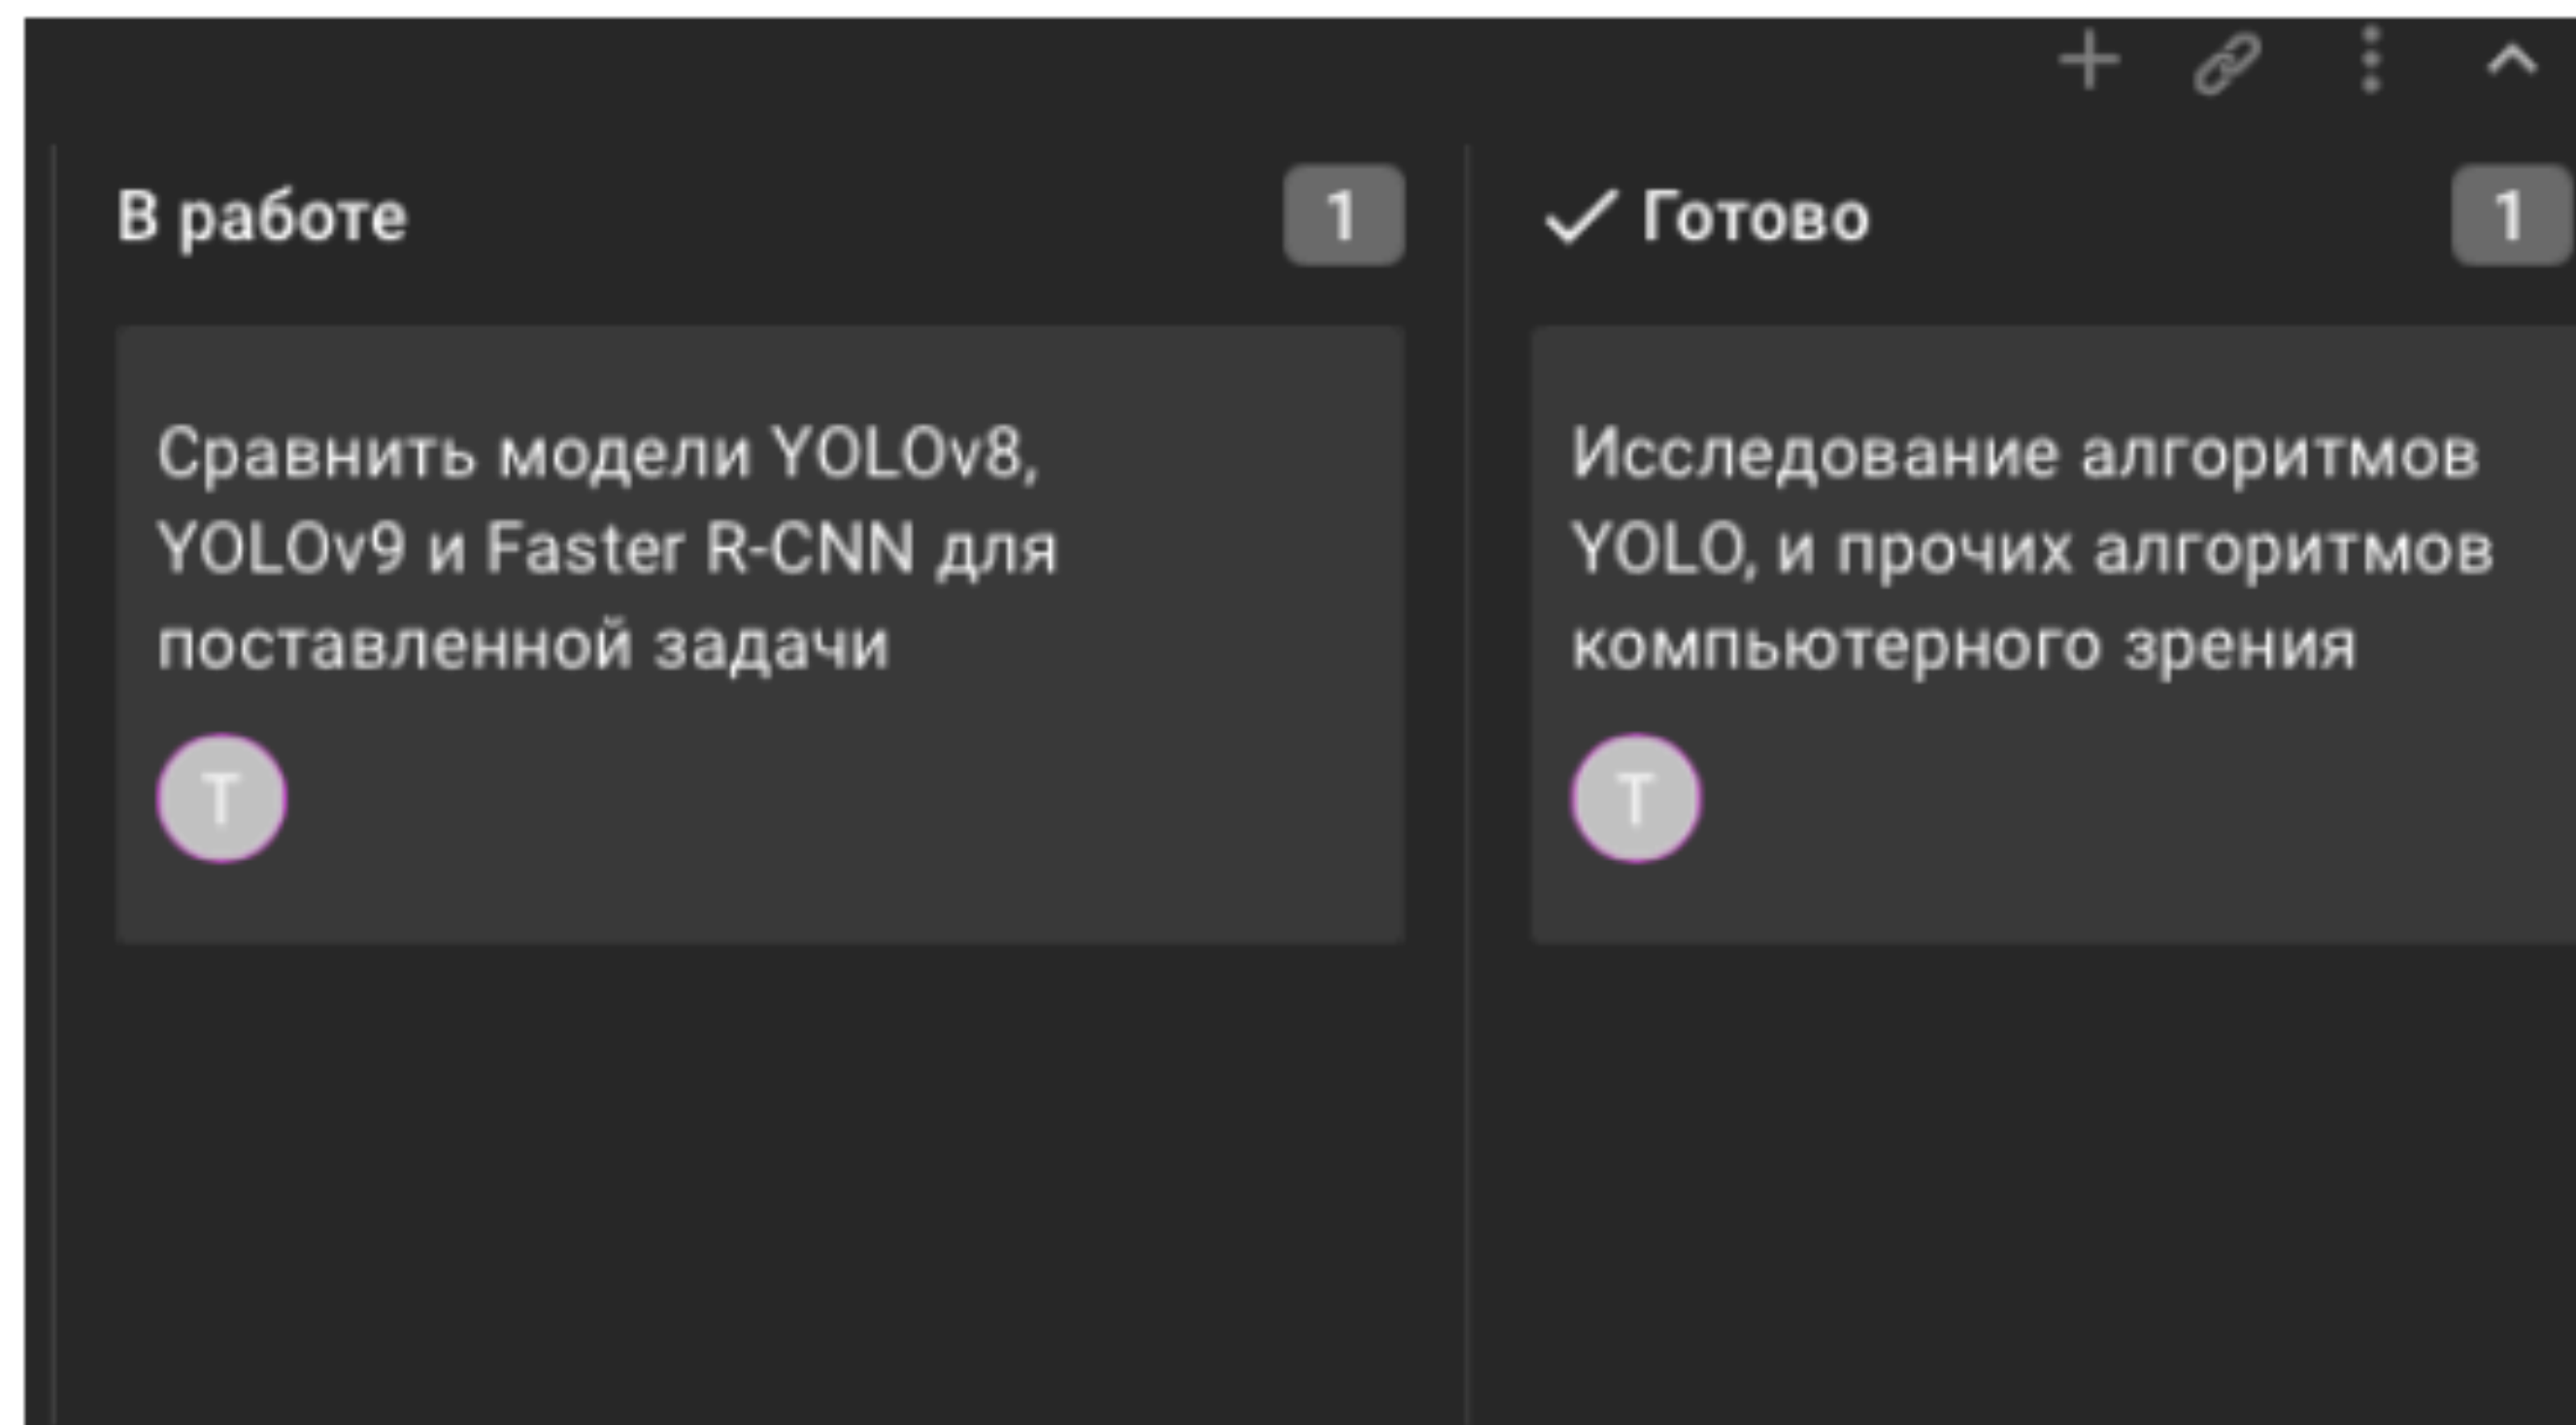 В работе
1
Сравнить модели YOLOv8,
YOLOv9 и Faster R-CNN для
поставленной задачи
T
Готово
1
Исследование алгоритмов
YOLO, и прочих алгоритмов
компьютерного зрения
T